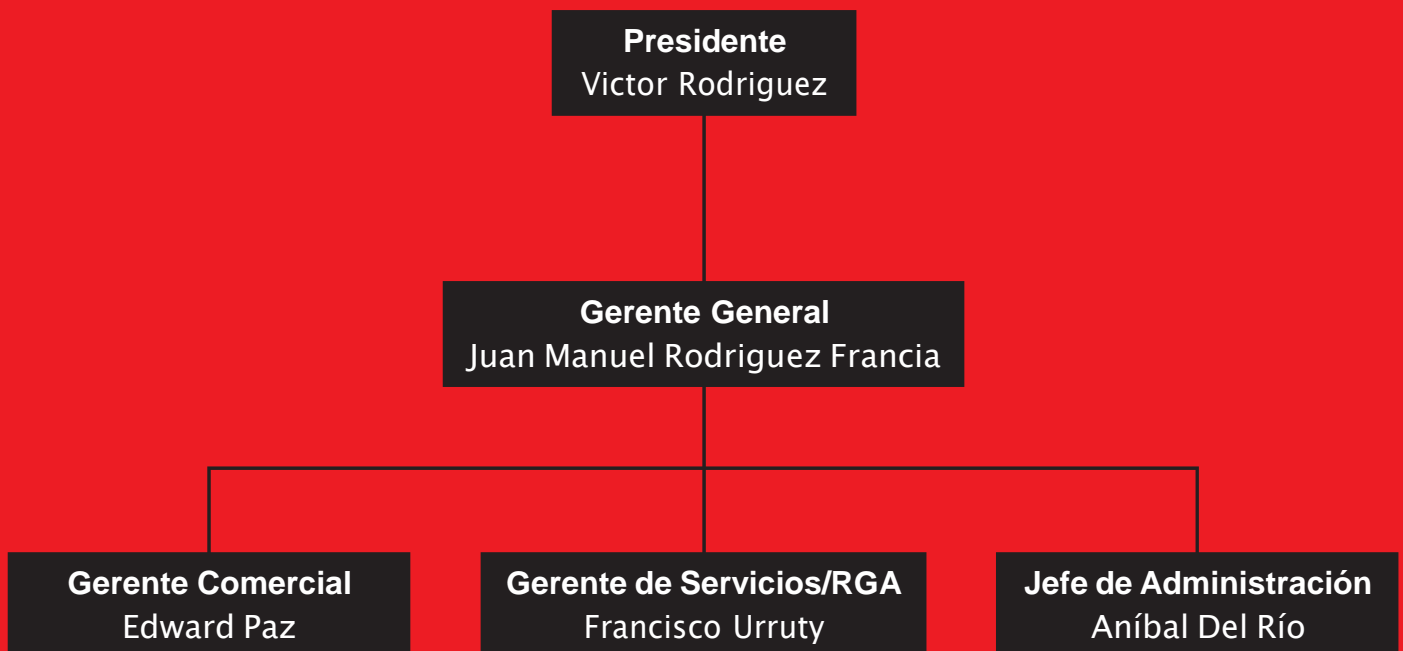 Presidente
Victor Rodriguez
Gerente General
Juan Manuel Rodriguez Francia
Gerente Comercial
Edward Paz
Gerente de Servicios/RGA
Francisco Urruty
Jefe de Administración
Aníbal Del Río